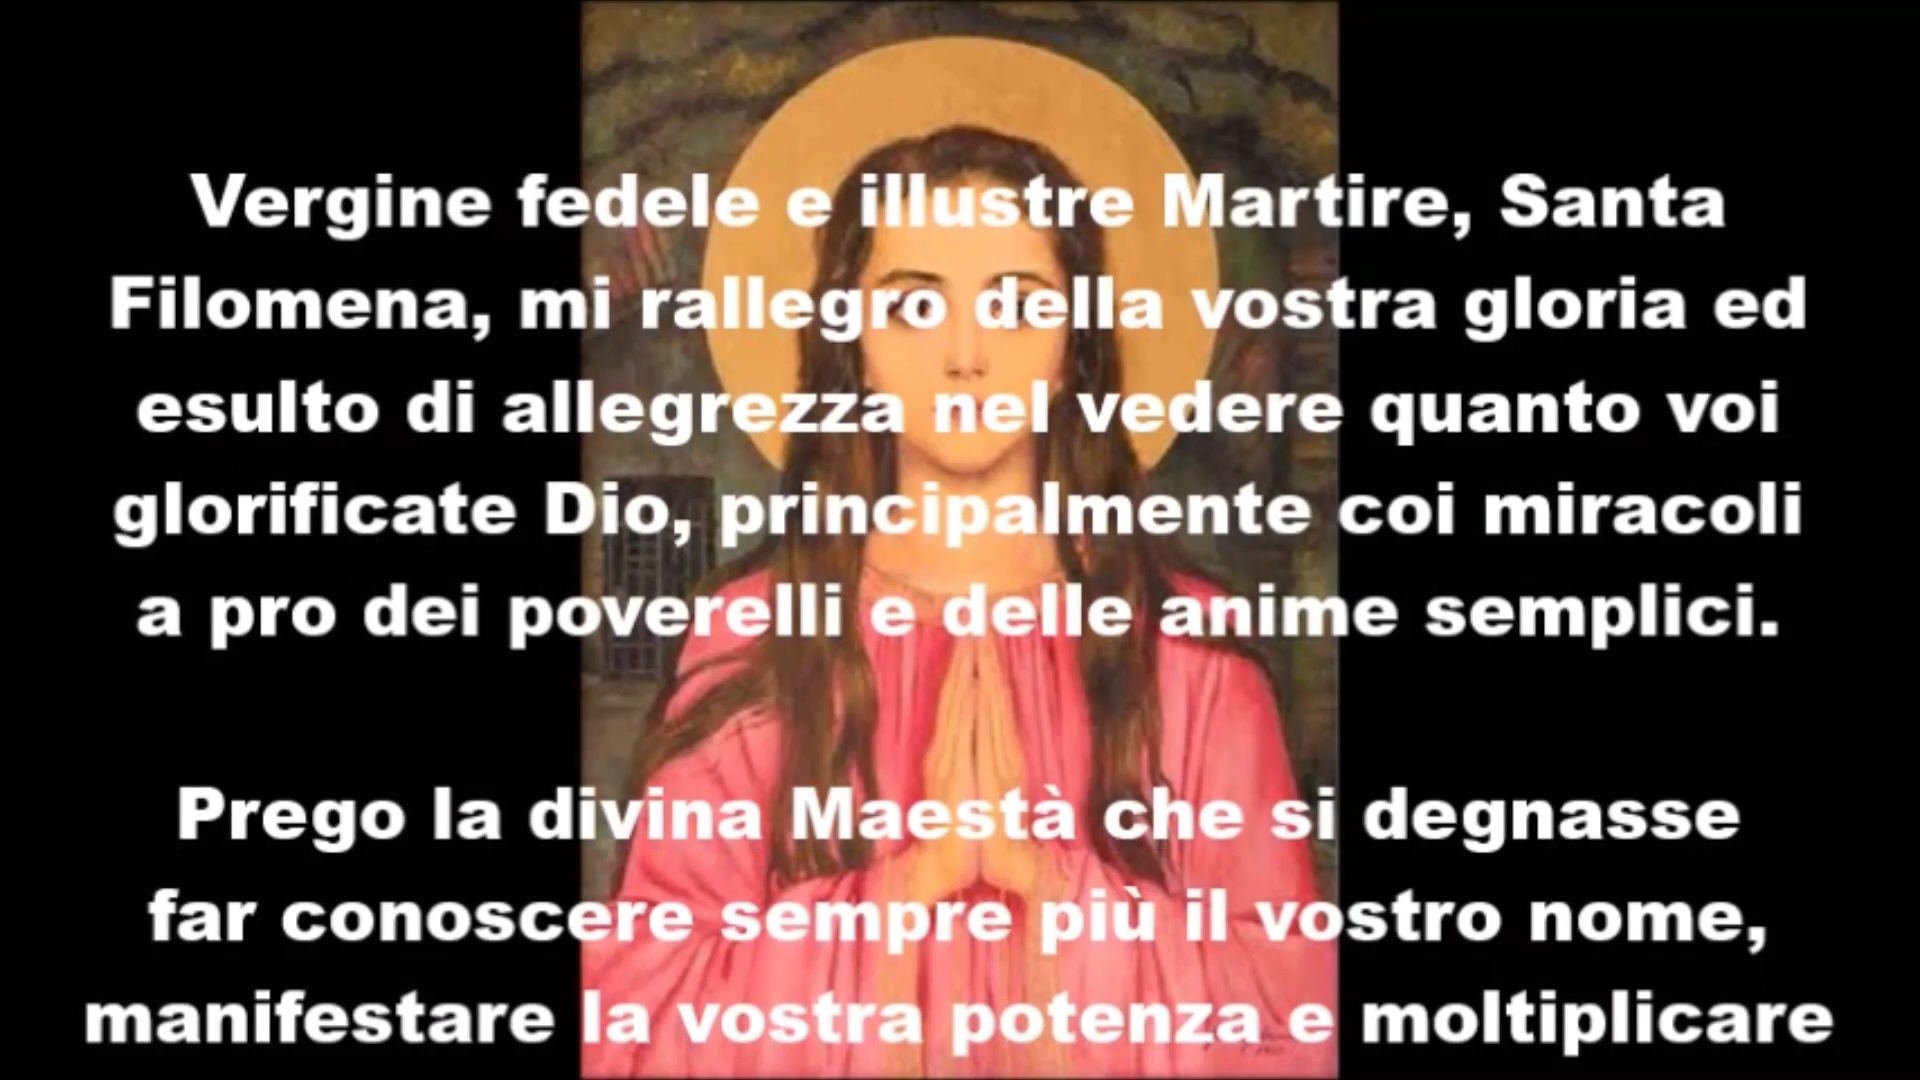 Vergine fedele e illustre Martire, Santa
Filomena, mi rallegro della vostra gloria ed
esulto di allegrezza nel vedere quanto voi
glorificate Dio, principalmente coi miracoli
a pro dei poverelli e delle anime semplici.
Prego la divina Maestà che si degnasse
far conoscere sempre più il vostro nome,
manifestare la vostra potenza e moltiplicare